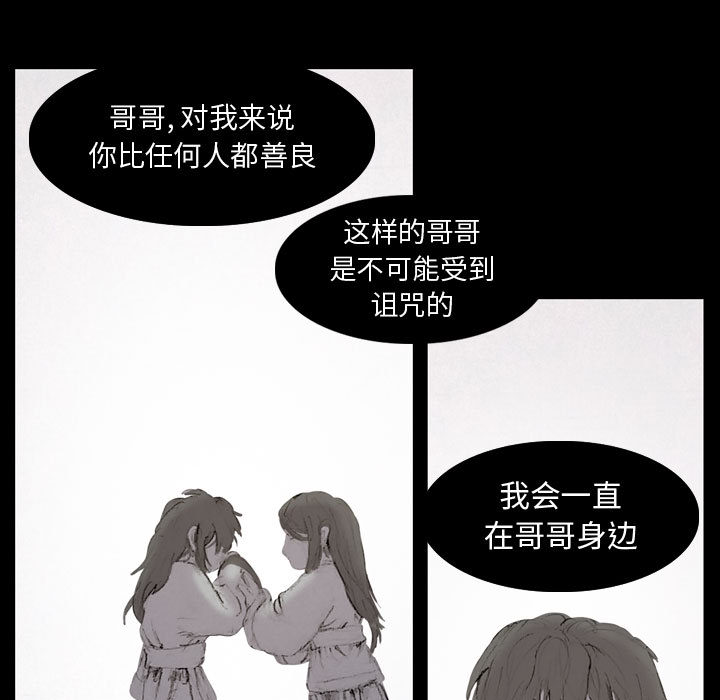 哥哥, 对我来说
你比任何人都善良
这样的哥哥
是不可能受到
诅咒的
我会一直
在哥哥身边